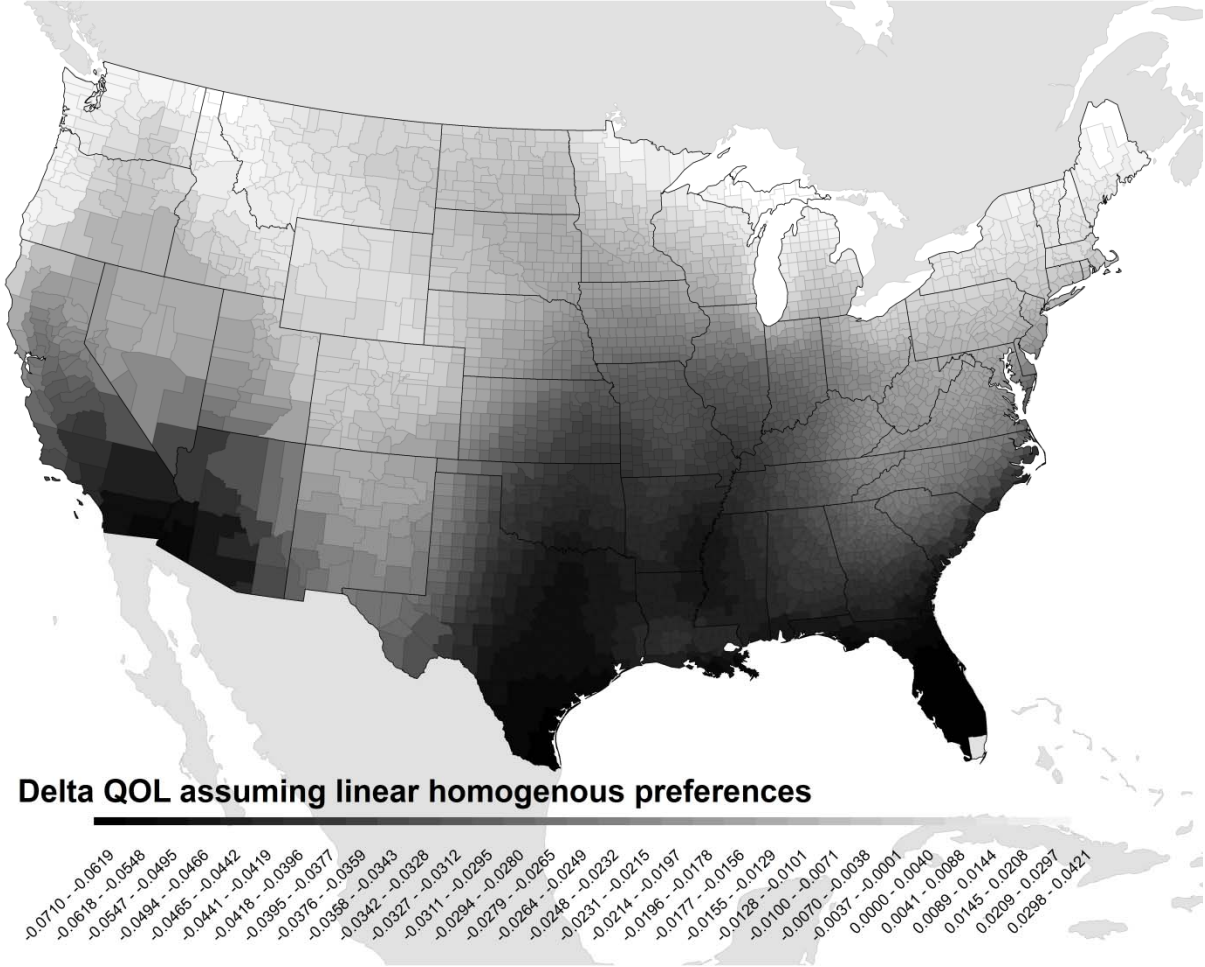 Delta QOL assuming linear homogenous preferences
-0.0710 - -0.0619
-0.0618 - -0.0548
-0.0547 - -0.0495
-0.0494 - -0.0466
-0.0465 - -0.0442
-0.0441 - -0.0419
-0.0418 - -0.0396
-0.0395 - -0.0377
-0.0376 - -0.0359
-0.0358 - -0.0343
-0.0342 - -0.0328
-0.0327 - -0.0312
-0.0311 - -0.0295
-0.0294 - -0.0280
-0.0279 - -0.0265
-0.0264 - -0.0249
-0.0248 - -0.0232
-0.0231 - -0.0215
-0.0214 - -0.0197
-0.0196 - -0.0178
-0.0177 - -0.0156
-0.0155 - -0.0129
-0.0128 - -0.0101
-0.0100 - -0.0071
-0.0070 - -0.0038
-0.0037 - -0.0001
0.0000 - 0.0040
0.0041 - 0.0088
0.0089 - 0.0144
0.0145 - 0.0208
0.0209 - 0.0297
0.0298 - 0.0421